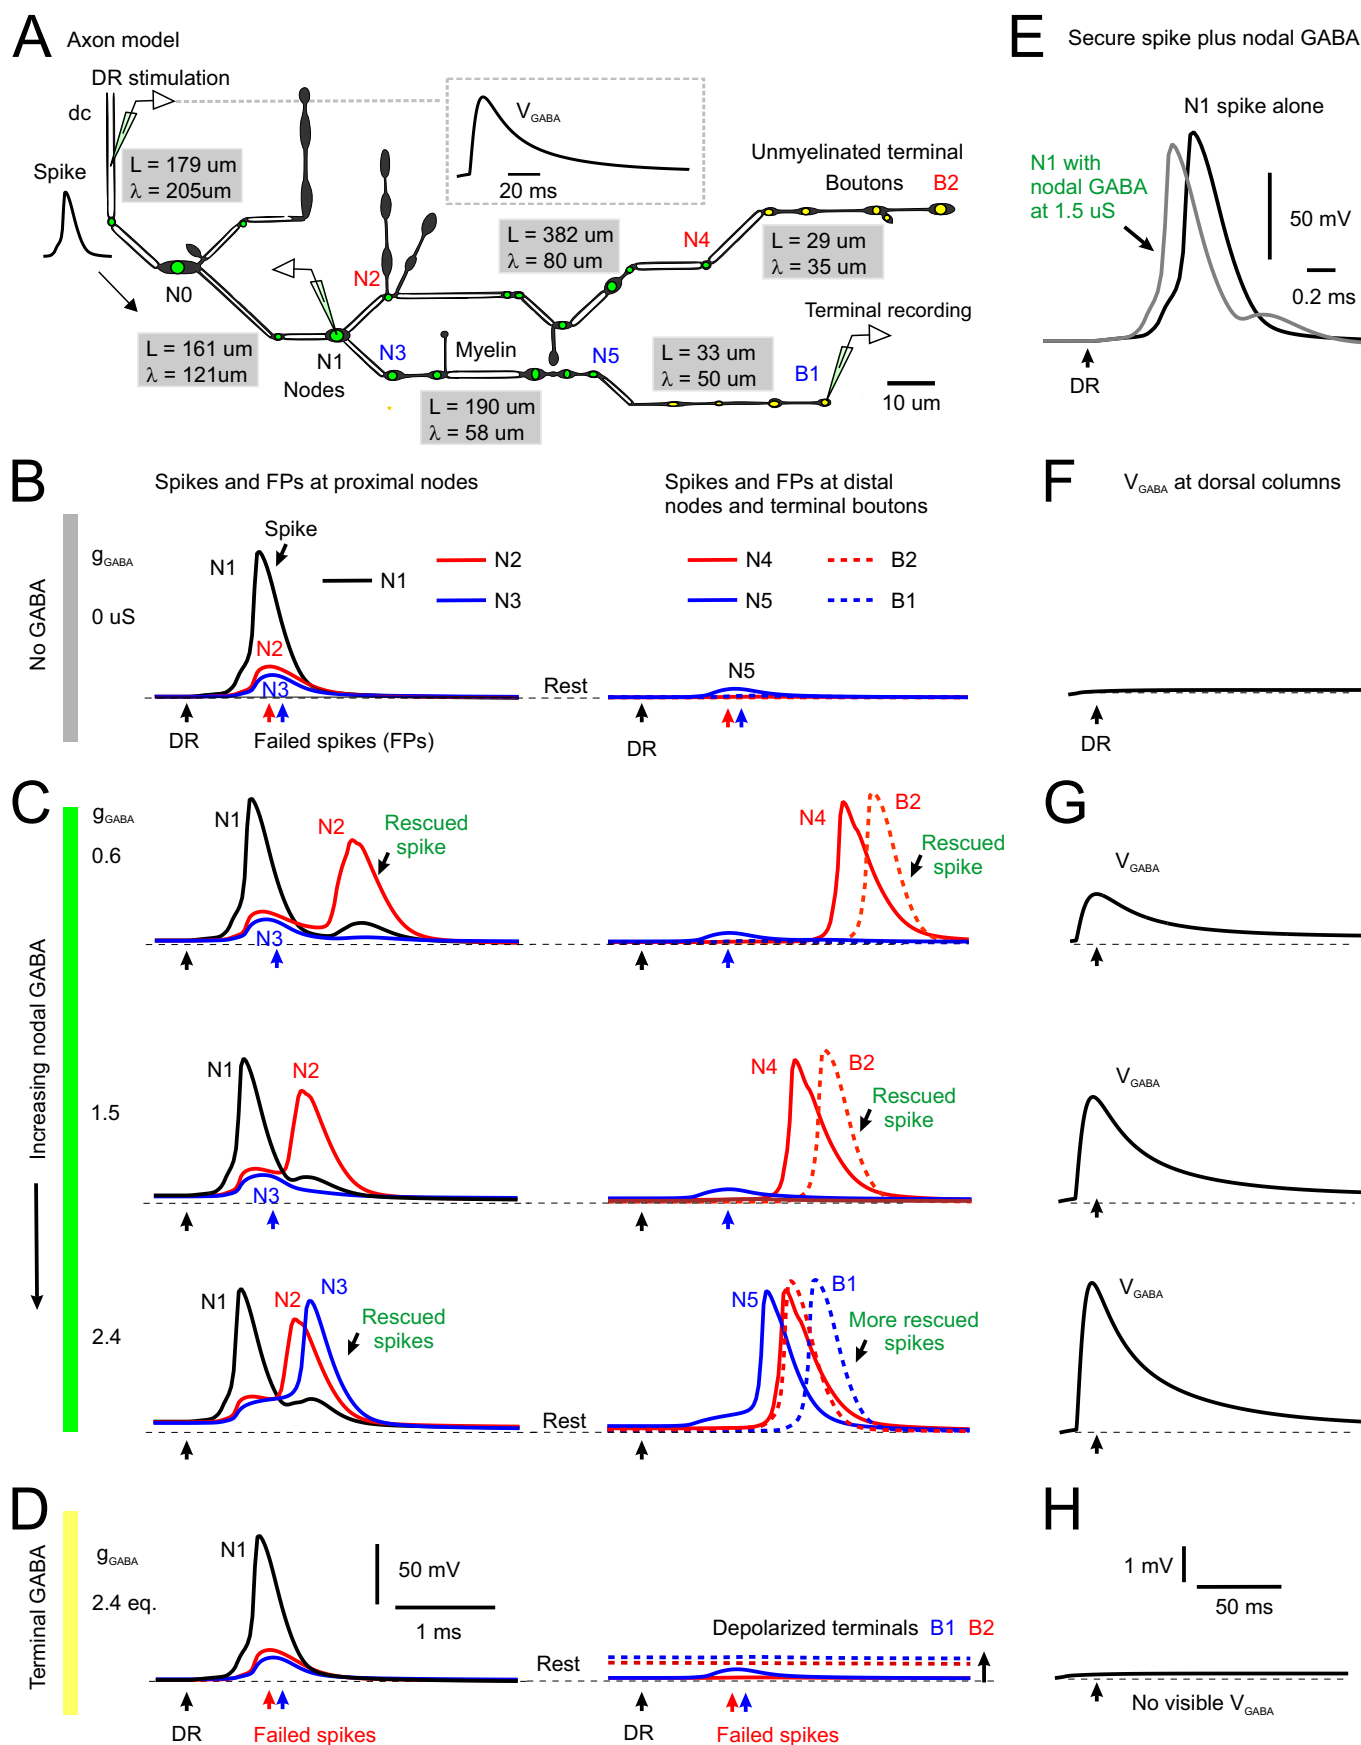 A Axon model
DR stimulation
dc
Spike
L = 179 um
λ = 205um
V_GABA
20 ms
Unmyelinated terminal
Boutons B2
N0
N2
L = 382 um
λ = 80 um
N4
L = 29 um
λ = 35 um
Terminal recording
L = 161 um
λ = 121um
N1
Nodes
N3
Myelin
N5
L = 33 um
λ = 50 um
B1
L = 190 um
λ = 58 um
10 um
E Secure spike plus nodal GABA
N1 spike alone
N1 with
nodal GABA
at 1.5 uS
50 mV
0.2 ms
DR
B
Spikes and FPs at proximal nodes
Spikes and FPs at distal
nodes and terminal boutons
No GABA
g_GABA
0 uS
Spike
N1
N1
N2
N3
N2
N3
N4
N5
B2
B1
N5
Rest
DR
Failed spikes (FPs)
DR
F
V_GABA at dorsal columns
DR
C
Increasing nodal GABA
g_GABA
0.6
N1
N2
Rescued
spike
N3
N4
B2
Rescued
spike
G
V_GABA
1.5
N1
N2
N3
N4
B2
Rescued
spike
V_GABA
2.4
N1
N2
N3
Rescued
spikes
Rest
N5
B1
More rescued
spikes
V_GABA
D
Terminal GABA
g_GABA
2.4 eq.
N1
50 mV
1 ms
Rest
DR
Failed spikes
Depolarized terminals B1 B2
DR
Failed spikes
H
1 mV
50 ms
No visible V_GABA